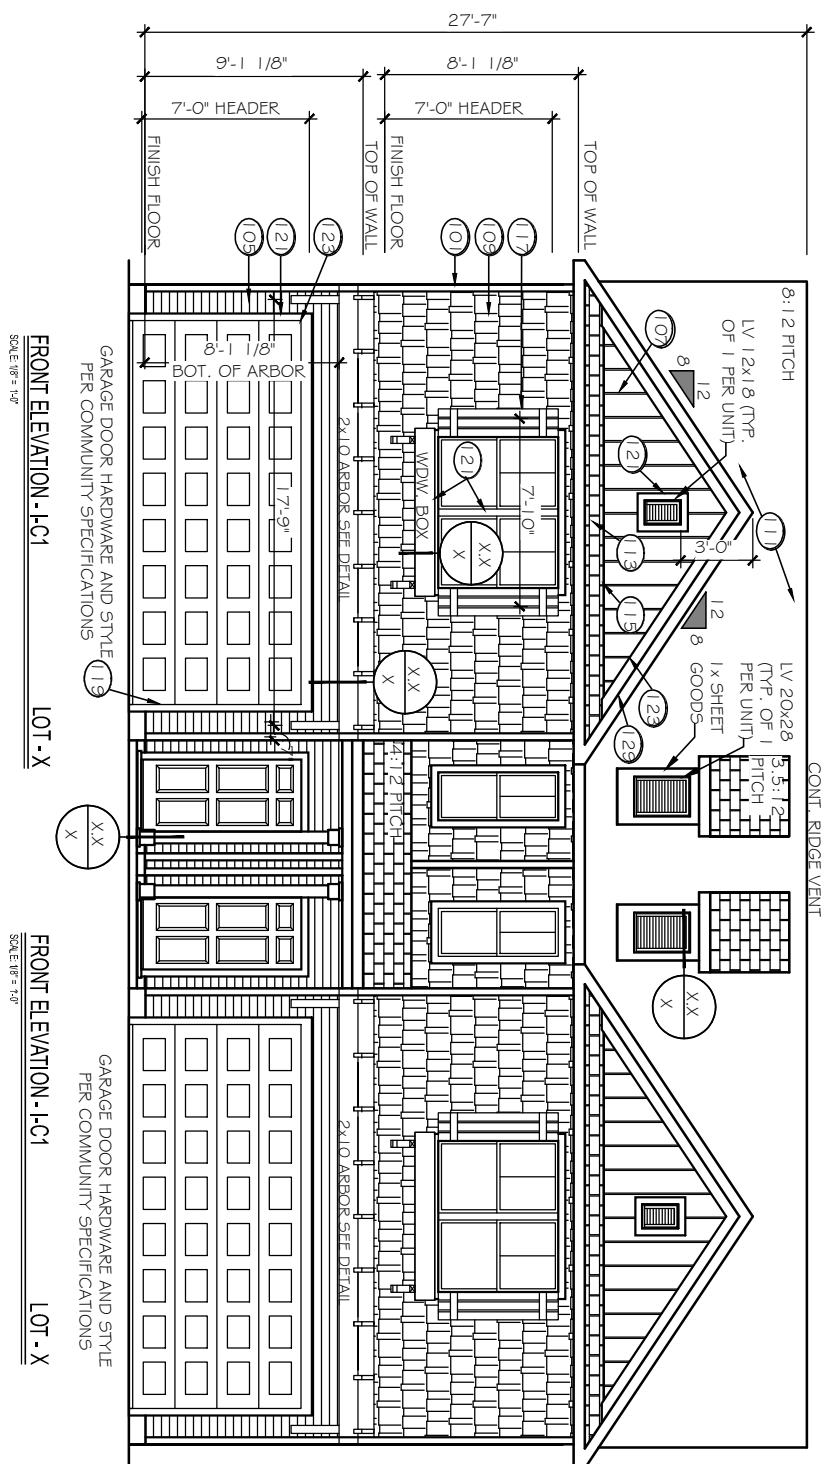 27'-7"
9'-1 1/8"
8'-1 1/8"
7'-0" HEADER
7'-0" HEADER
FINISH FLOOR
TOP OF WALL
FINISH FLOOR
TOP OF WALL
105
121
123
101
109
117
8:12 PITCH
LV 12x18 (TYP.
OF 1 PER UNIT)
12
8
107
121
3'-0"
111
113
115
12
8
123
129
LV 20x28
(TYP. OF 1
PER UNIT)
1x SHEET
GOODS
3.5:12
PITCH
CONT. RIDGE VENT
X.X
X
7'-10"
121
WDW. BOX
X.X
X
8'-1 1/8"
BOT. OF ARBOR
2x10 ARBOR SEE DETAIL
17'-9"
X.X
X
4:12 PITCH
X.X
X
2x10 ARBOR SEE DETAIL
GARAGE DOOR HARDWARE AND STYLE
PER COMMUNITY SPECIFICATIONS
119
GARAGE DOOR HARDWARE AND STYLE
PER COMMUNITY SPECIFICATIONS
FRONT ELEVATION - I-C1 LOT - X
SCALE: 1/8" = 1'-0"
FRONT ELEVATION - I-C1 LOT - X
SCALE: 1/8" = 1'-0"